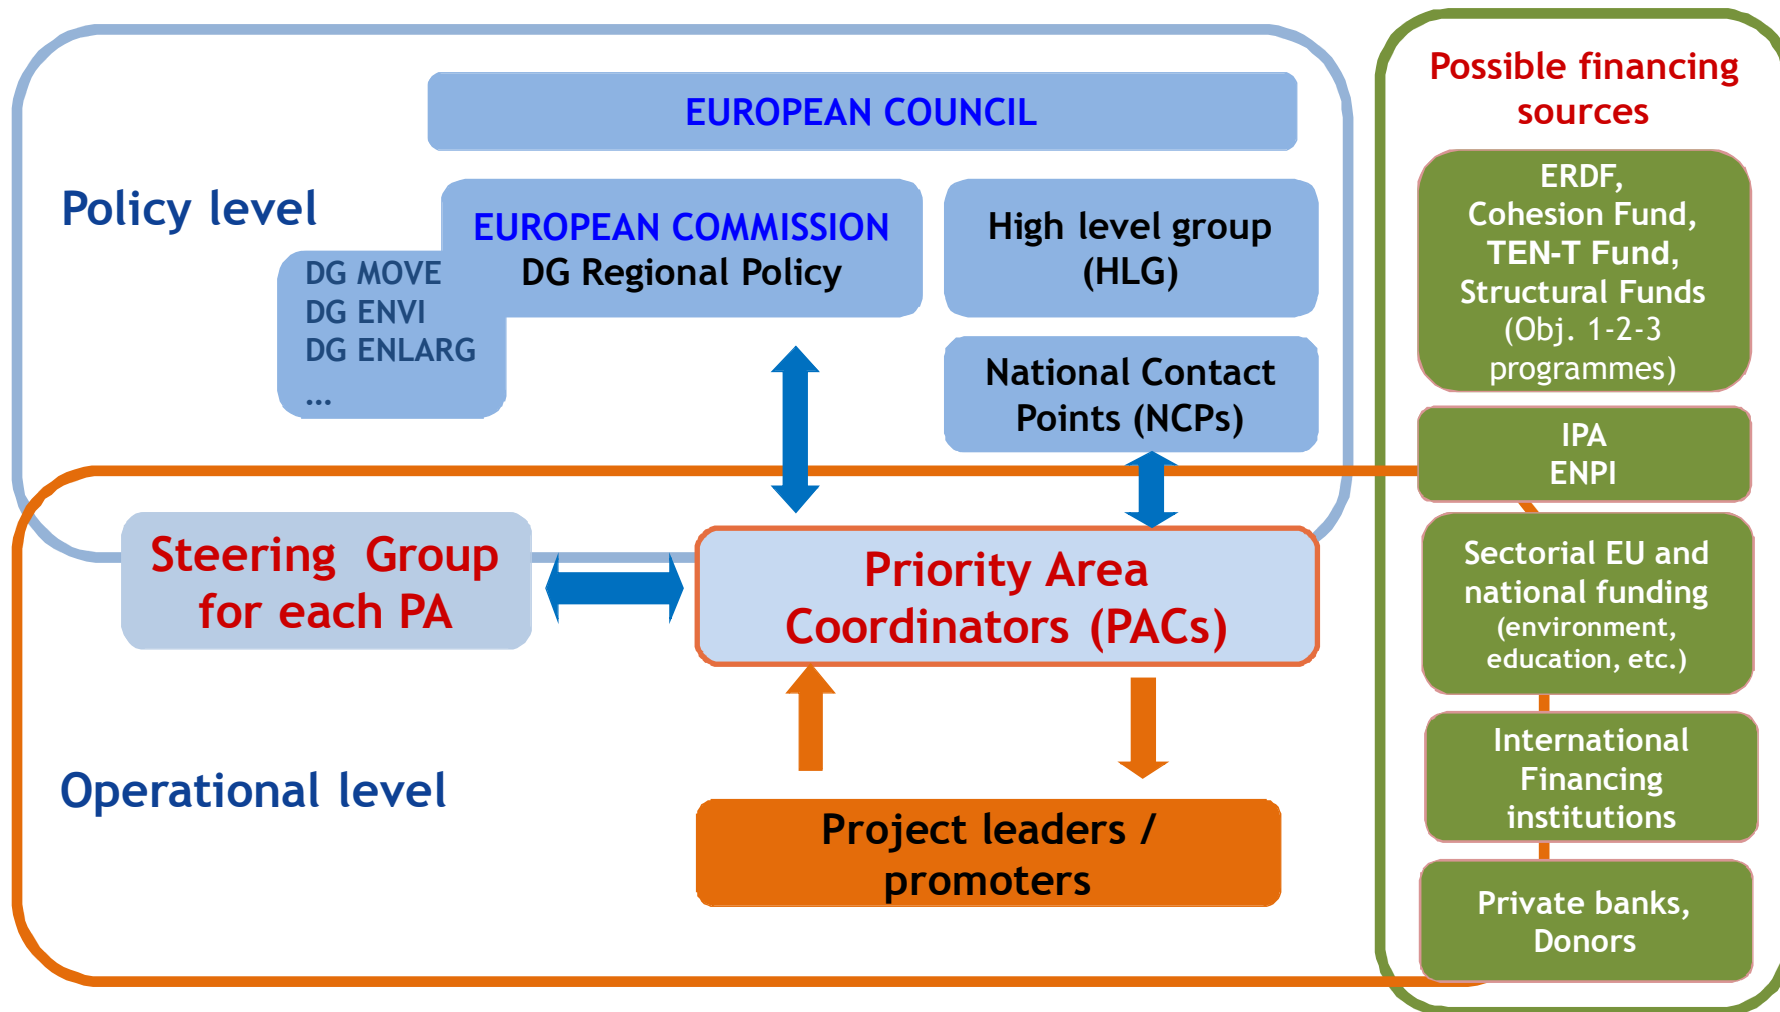 EUROPEAN COUNCIL
Policy level
EUROPEAN COMMISSION
DG Regional Policy
High level group
(HLG)
DG MOVE
DG ENVI
DG ENLARG
...
National Contact
Points (NCPs)
Steering Group
for each PA
Priority Area
Coordinators (PACs)
Operational level
Project leaders /
promoters
Possible financing
sources
ERDF,
Cohesion Fund,
TEN-T Fund,
Structural Funds
(Obj. 1-2-3
programmes)
IPA
ENPI
Sectorial EU and
national funding
(environment,
education, etc.)
International
Financing
institutions
Private banks,
Donors